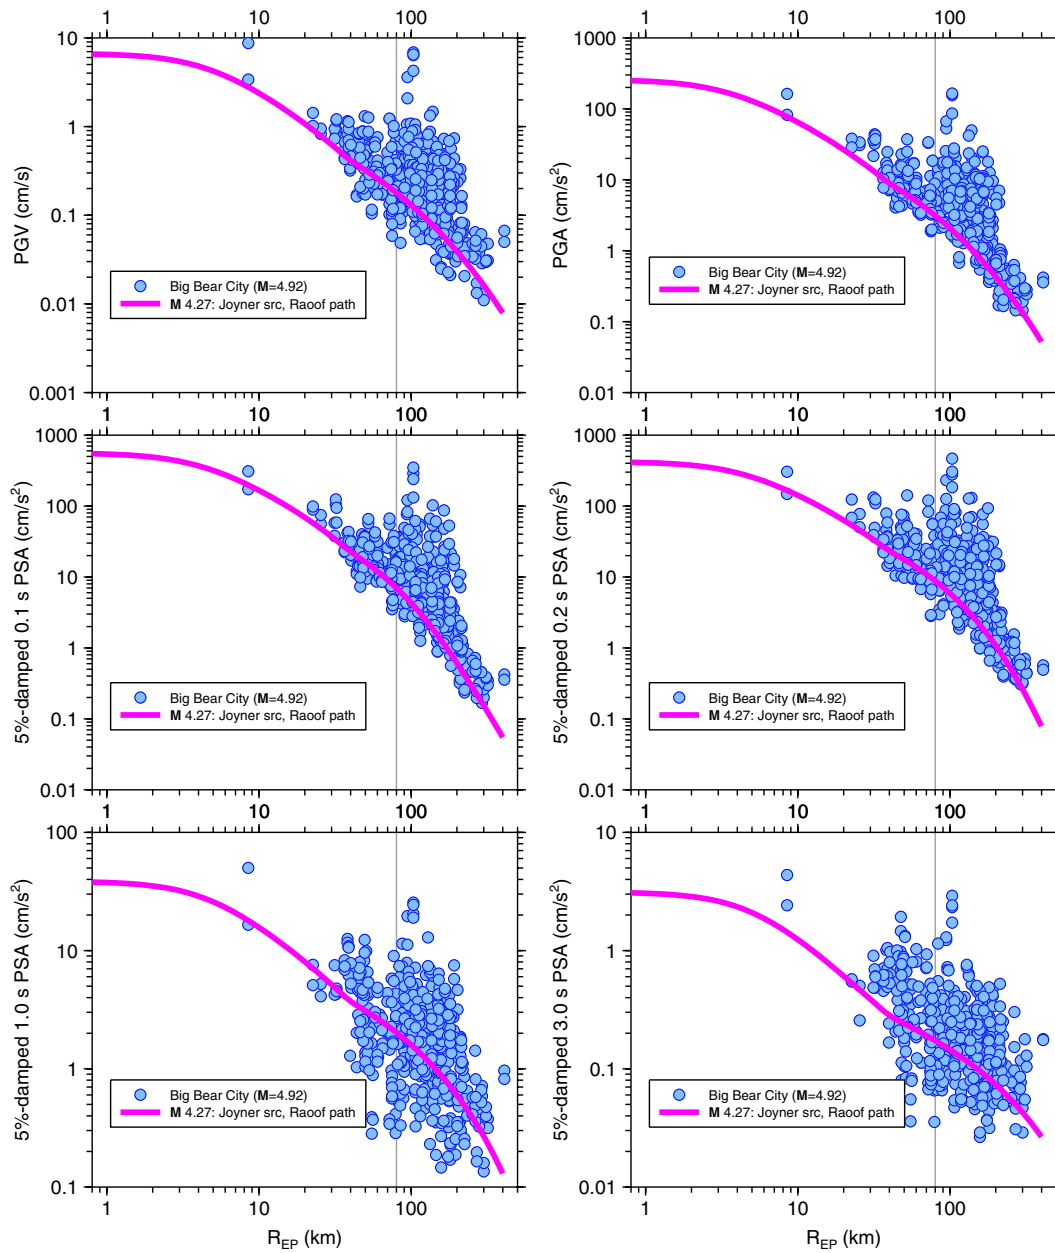 1 10 100
1 10 100
10
1
0.1
0.01
0.001
PGV (cm/s)
Big Bear City (M=4.92)
M 4.27: Joyner src, Raoof path
1000
100
10
1
0.1
0.01
PGA (cm/s²)
Big Bear City (M=4.92)
M 4.27: Joyner src, Raoof path
1 10 100
1 10 100
1000
100
10
1
0.1
0.01
5%-damped 0.1 s PSA (cm/s²)
Big Bear City (M=4.92)
M 4.27: Joyner src, Raoof path
1000
100
10
1
0.1
0.01
5%-damped 0.2 s PSA (cm/s²)
Big Bear City (M=4.92)
M 4.27: Joyner src, Raoof path
1 10 100
1 10 100
100
10
1
0.1
5%-damped 1.0 s PSA (cm/s²)
Big Bear City (M=4.92)
M 4.27: Joyner src, Raoof path
10
1
0.1
0.01
5%-damped 3.0 s PSA (cm/s²)
Big Bear City (M=4.92)
M 4.27: Joyner src, Raoof path
1 10 100
1 10 100
R_EP (km)
R_EP (km)